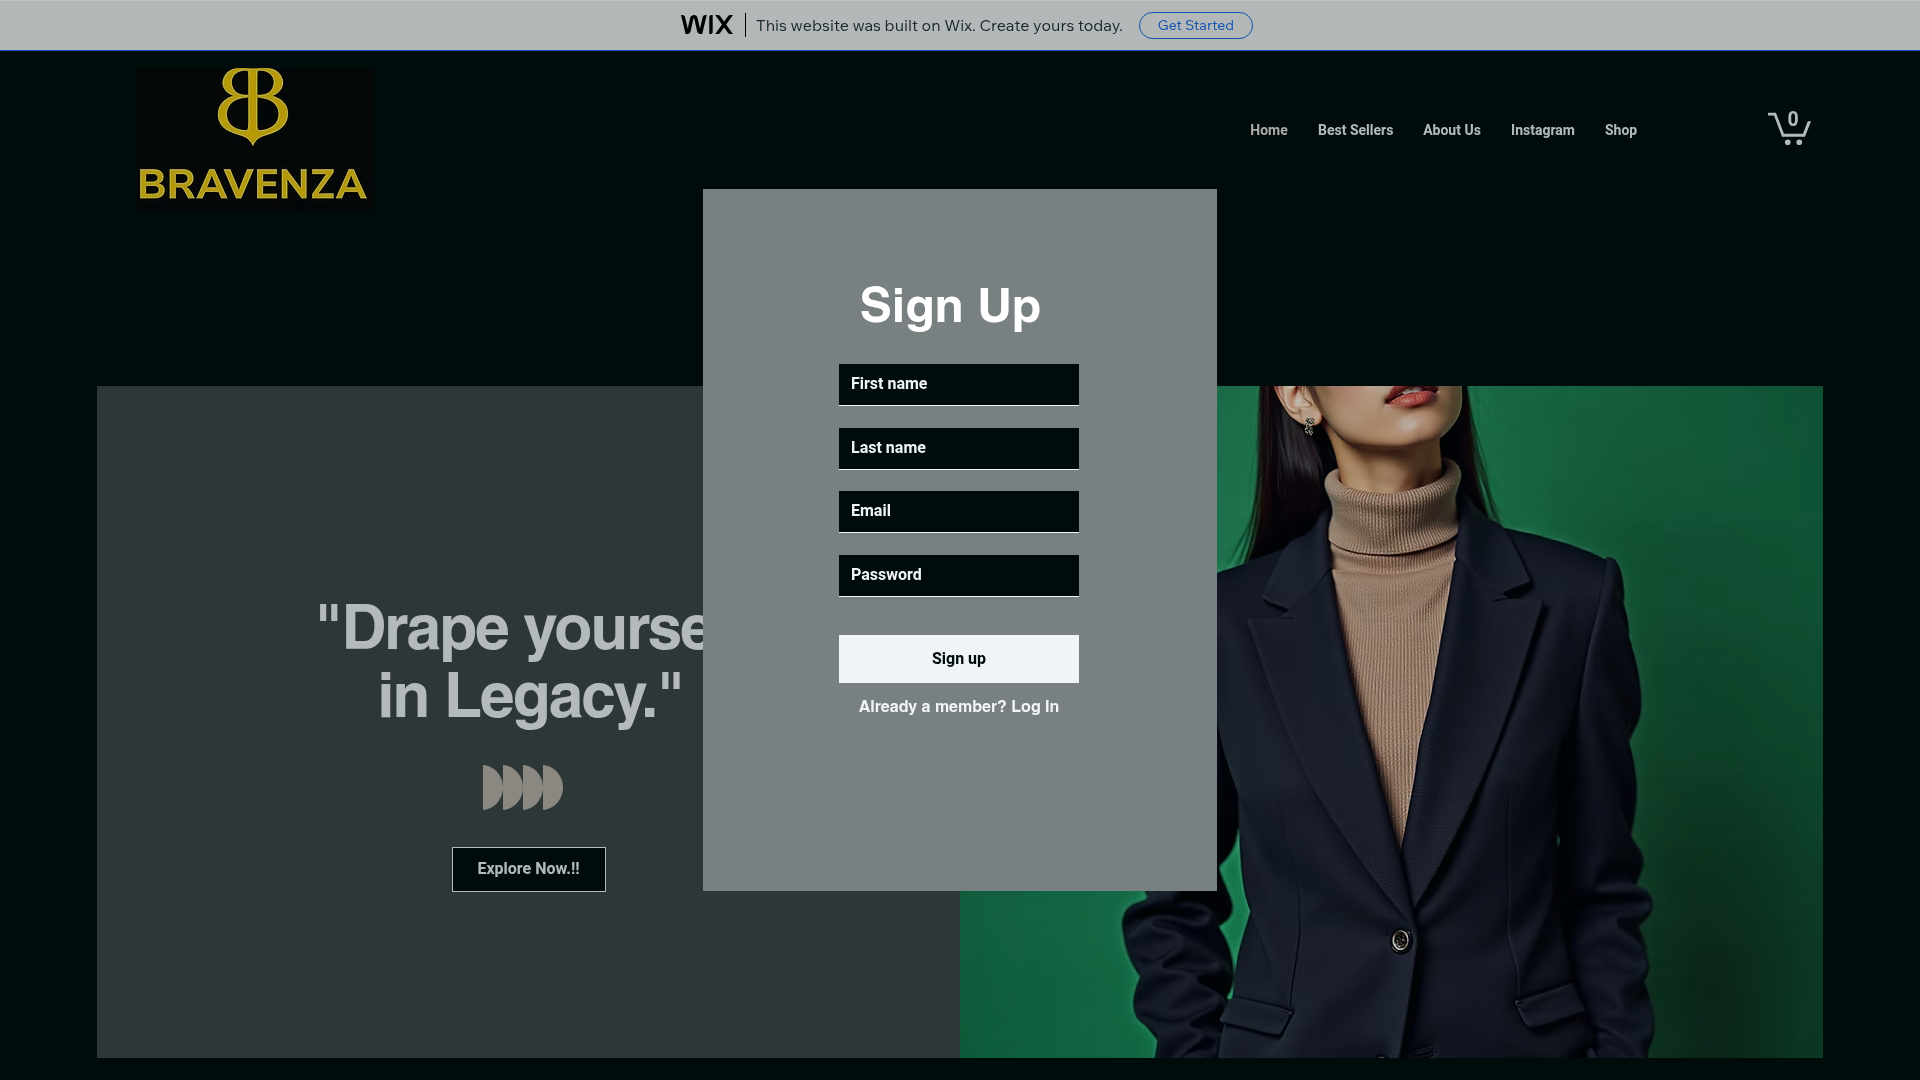 WIX This website was built on Wix. Create yours today. Get Started
BRAVENZA
Home Best Sellers About Us Instagram Shop 0
Sign Up
First name
Last name
Email
Password
Sign up
Already a member? Log In
"Drape yourse
in Legacy."
Explore Now.!!